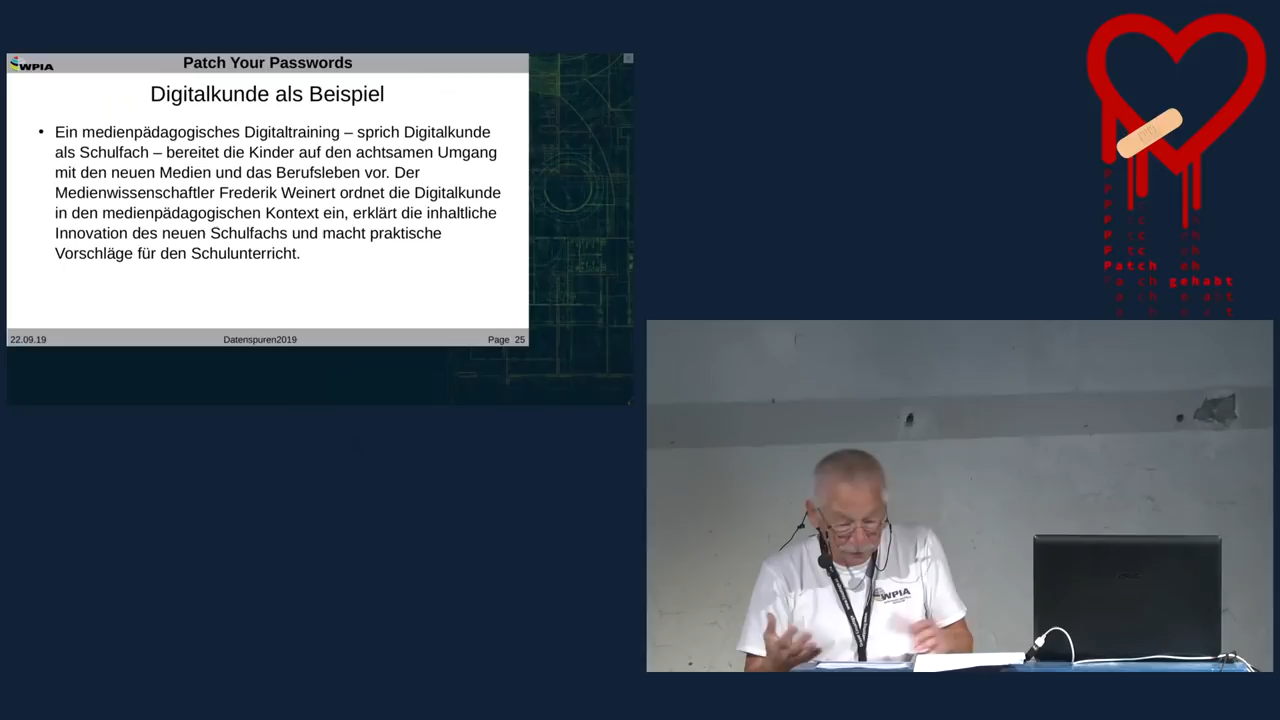 WPIA
Patch Your Passwords
Digitalkunde als Beispiel
• Ein medienpädagogisches Digitaltraining – sprich Digitalkunde
als Schulfach – bereitet die Kinder auf den achtsamen Umgang
mit den neuen Medien und das Berufsleben vor. Der
Medienwissenschaftler Frederik Weinert ordnet die Digitalkunde
in den medienpädagogischen Kontext ein, erklärt die inhaltliche
Innovation des neuen Schulfachs und macht praktische
Vorschläge für den Schulunterricht.
22.09.19
Datenspuren2019
Page 25
Patch eh
gehabt
WPIA